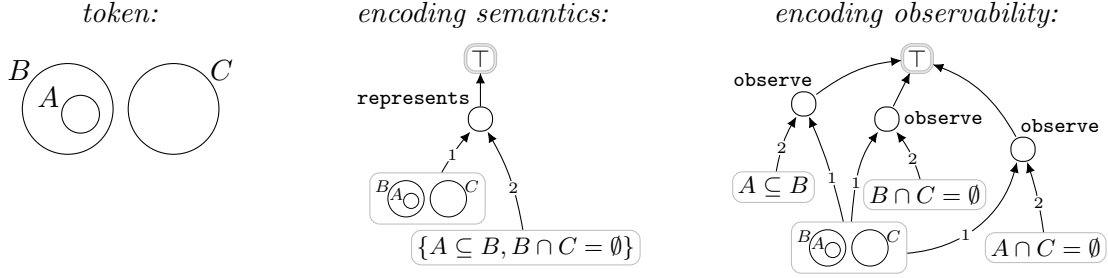 token:
B
A
C
encoding semantics:
⊤
represents
1
2
B
A
C
{A ⊆ B, B ∩ C = ∅}
encoding observability:
⊤
observe
observe
observe
2
1
1
2
1
2
A ⊆ B
B ∩ C = ∅
B
A
C
A ∩ C = ∅